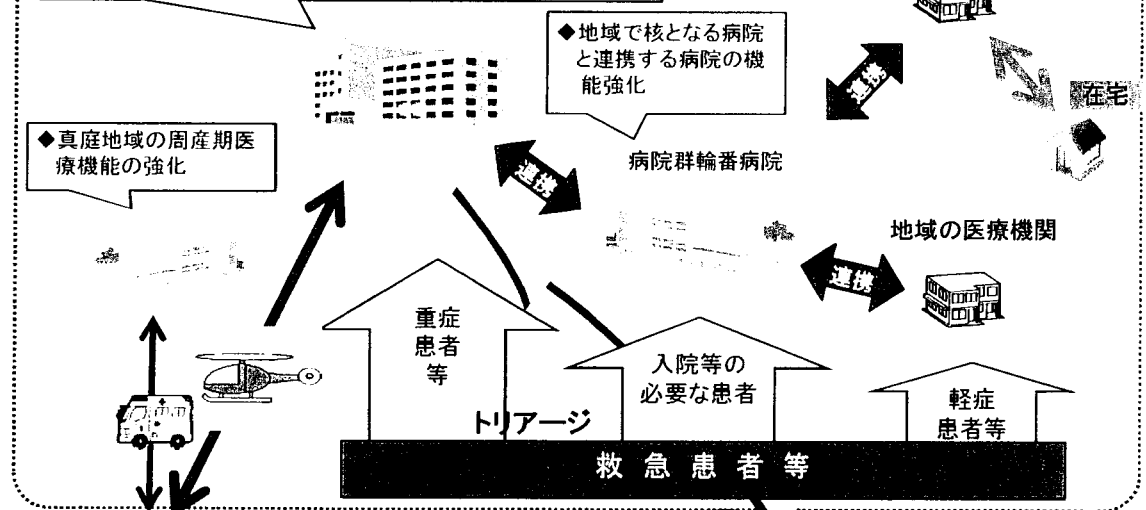 ◆地域で核となる病院
と連携する病院の機
能強化
連携
在宅
◆真庭地域の周産期医
療機能の強化
連携
病院群輪番病院
地域の医療機関
連携
重症
患者
等
入院等の
必要な患者
軽症
患者等
トリアージ
救急患者等